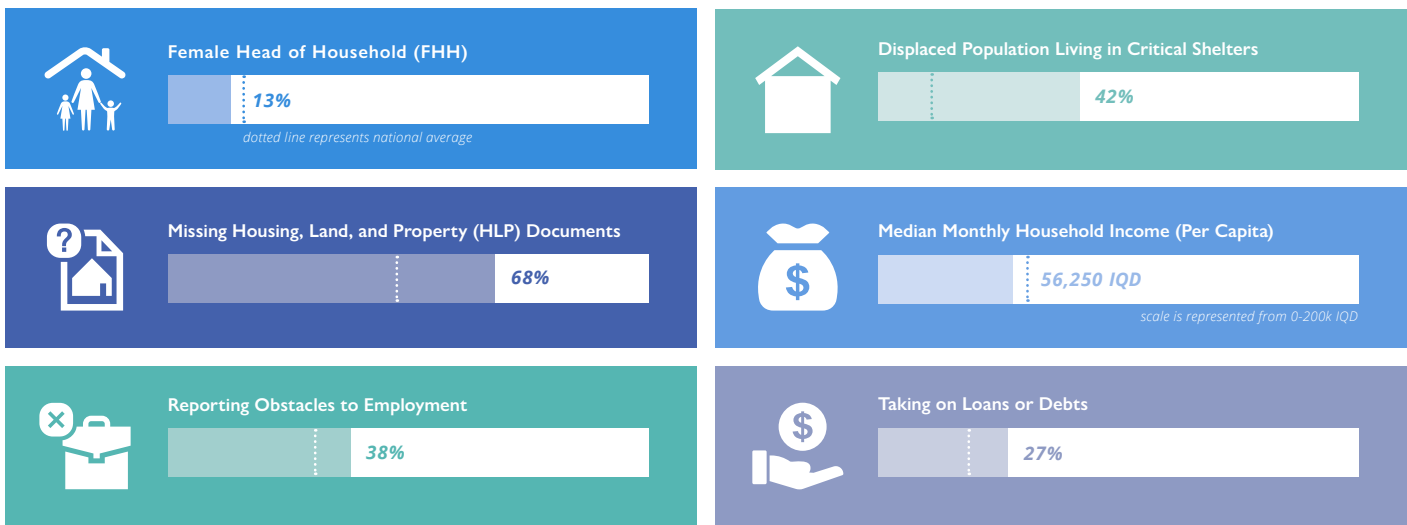 Female Head of Household (FHH)
13%
dotted line represents national average
Displaced Population Living in Critical Shelters
42%
?
Missing Housing, Land, and Property (HLP) Documents
68%
Median Monthly Household Income (Per Capita)
$
56,250 IQD
scale is represented from 0-200k IQD
Reporting Obstacles to Employment
38%
Taking on Loans or Debts
$
27%